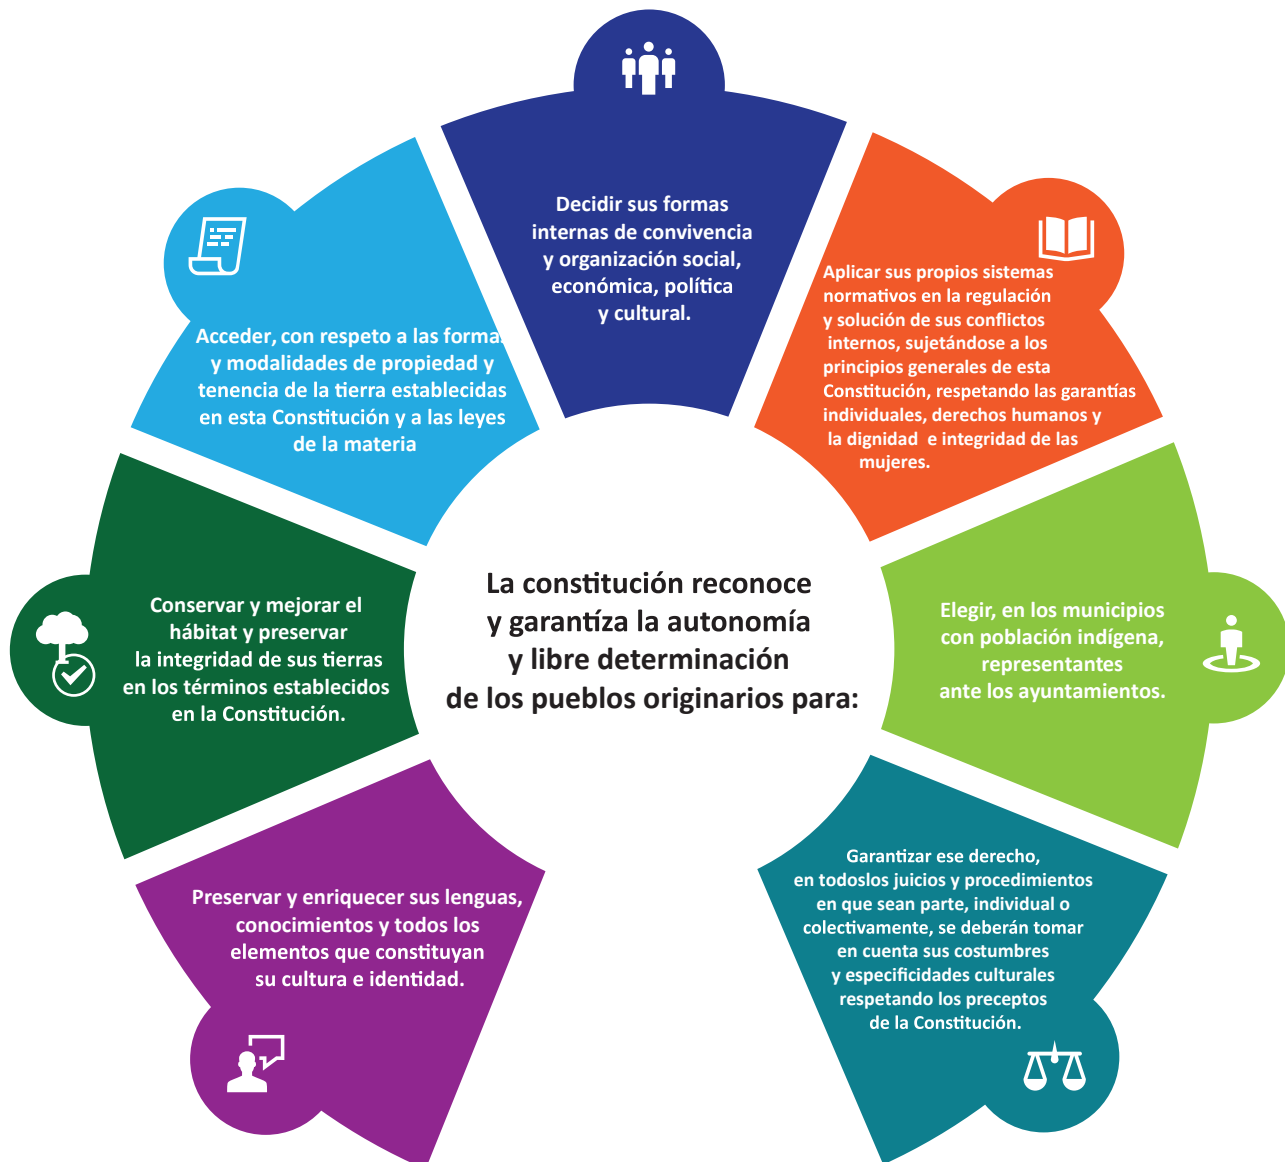 La constitución reconoce
y garantíza la autonomía
y libre determinación
de los pueblos originarios para:
Decidir sus formas
internas de convivencia
y organización social,
económica, política
y cultural.
Aplicar sus propios sistemas
normativos en la regulación
y solución de sus conflictos
internos, sujetándose a los
principios generales de esta
Constitución, respetando las garantías
individuales, derechos humanos y
la dignidad e integridad de las
mujeres.
Elegir, en los municipios
con población indígena,
representantes
ante los ayuntamientos.
Garantizar ese derecho,
en todoslos juicios y procedimientos
en que sean parte, individual o
colectivamente, se deberán tomar
en cuenta sus costumbres
y especificidades culturales
respetando los preceptos
de la Constitución.
Preservar y enriquecer sus lenguas,
conocimientos y todos los
elementos que constituyan
su cultura e identidad.
Conservar y mejorar el
hábitat y preservar
la integridad de sus tierras
en los términos establecidos
en la Constitución.
Acceder, con respeto a las formas
y modalidades de propiedad y
tenencia de la tierra establecidas
en esta Constitución y a las leyes
de la materia